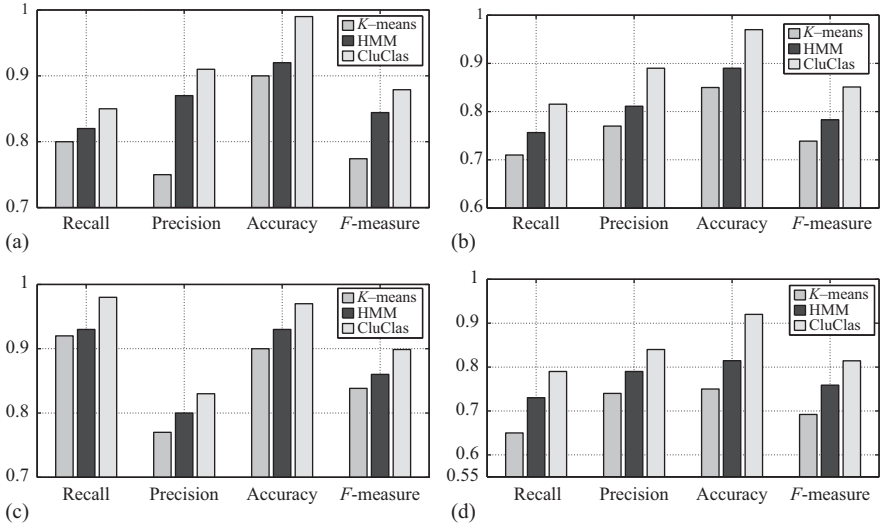 1
0.9
0.8
0.7
K–means
HMM
CluClas
Recall Precision Accuracy F-measure
(a)
1
0.9
0.8
0.7
0.6
K–means
HMM
CluClas
Recall Precision Accuracy F-measure
(b)
1
0.9
0.8
0.7
K–means
HMM
CluClas
Recall Precision Accuracy F-measure
(c)
1
0.9
0.8
0.7
0.6
0.55
K–means
HMM
CluClas
Recall Precision Accuracy F-measure
(d)